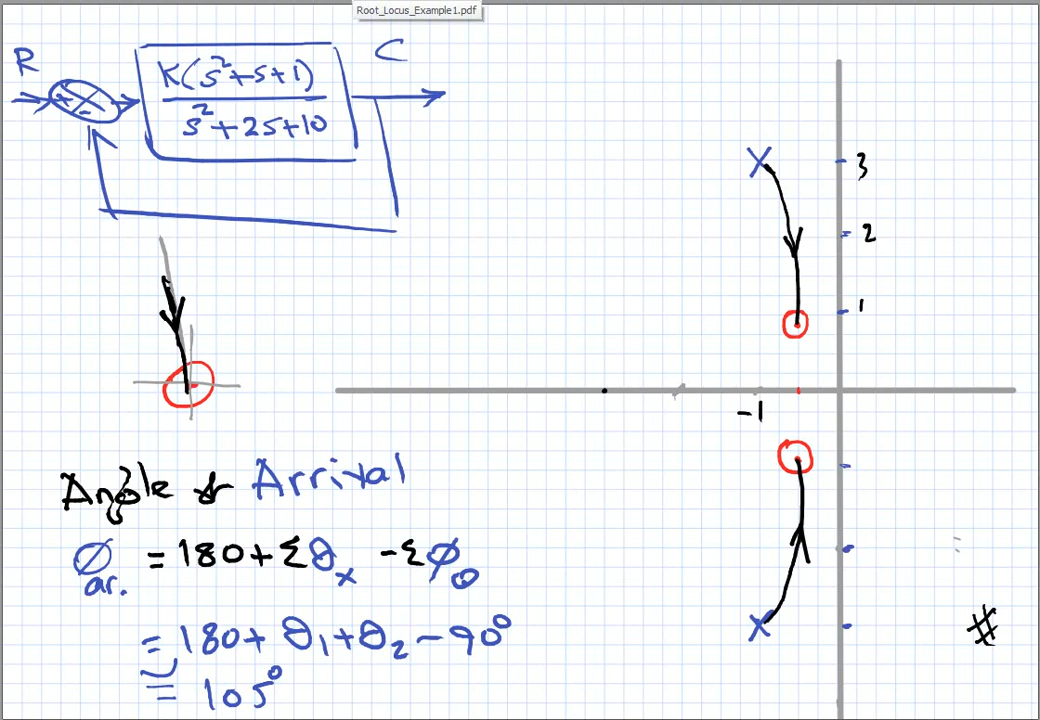 Root_Locus_Example1.pdf
R
+
-
K(s²+s+1)
s²+2s+10
C
X
3
2
1
-1
X
#
Angle of Arrival
Ø ar. = 180+Σθx -Σϕo
= 180+θ1+θ2-90°
= 105°